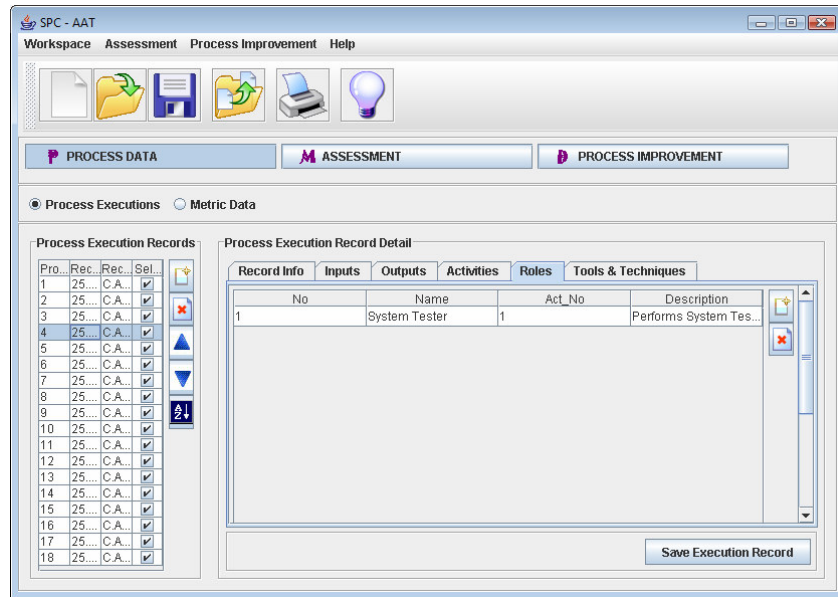 SPC - AAT
Workspace Assessment Process Improvement Help
P PROCESS DATA M ASSESSMENT D PROCESS IMPROVEMENT
Process Executions Metric Data
Process Execution Records Process Execution Record Detail
Record Info Inputs Outputs Activities Roles Tools & Techniques
Pro... Rec... Rec... Sel...
No Name Act_No Description
1 System Tester 1 Performs System Tes...
1 25.... C.A...
2 25.... C.A...
3 25.... C.A...
4 25.... C.A...
5 25.... C.A...
6 25.... C.A...
7 25.... C.A...
8 25.... C.A...
9 25.... C.A...
10 25.... C.A...
11 25.... C.A...
12 25.... C.A...
13 25.... C.A...
14 25.... C.A...
15 25.... C.A...
16 25.... C.A...
17 25.... C.A...
18 25.... C.A...
A Z
Save Execution Record